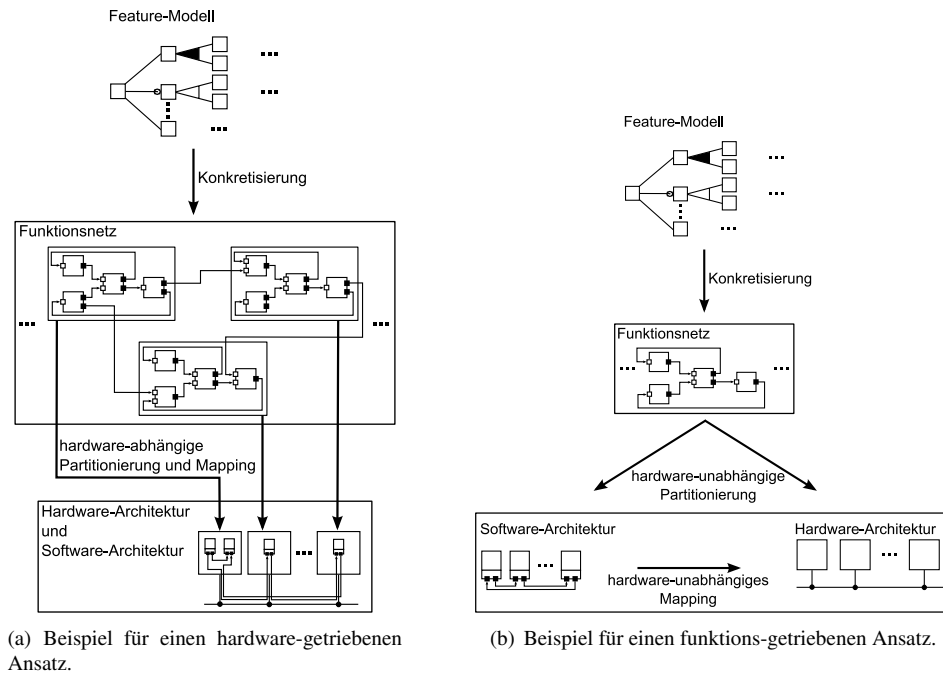 Feature-Modell
Konkretisierung
Funktionsnetz
hardware-abhängige
Partitionierung und Mapping
Hardware-Architektur
und
Software-Architektur
(a) Beispiel für einen hardware-getriebenen
Ansatz.
Feature-Modell
Konkretisierung
Funktionsnetz
hardware-unabhängige
Partitionierung
Software-Architektur
Hardware-Architektur
hardware-unabhängiges
Mapping
(b) Beispiel für einen funktions-getriebenen Ansatz.